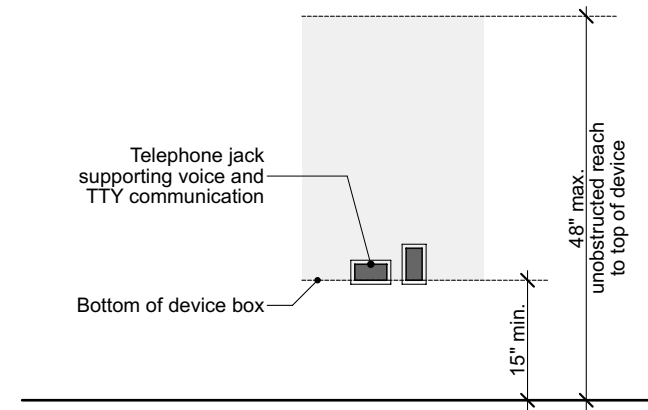 Telephone jack
supporting voice and
TTY communication
Bottom of device box
15" min.
48" max.
unobstructed reach
to top of device